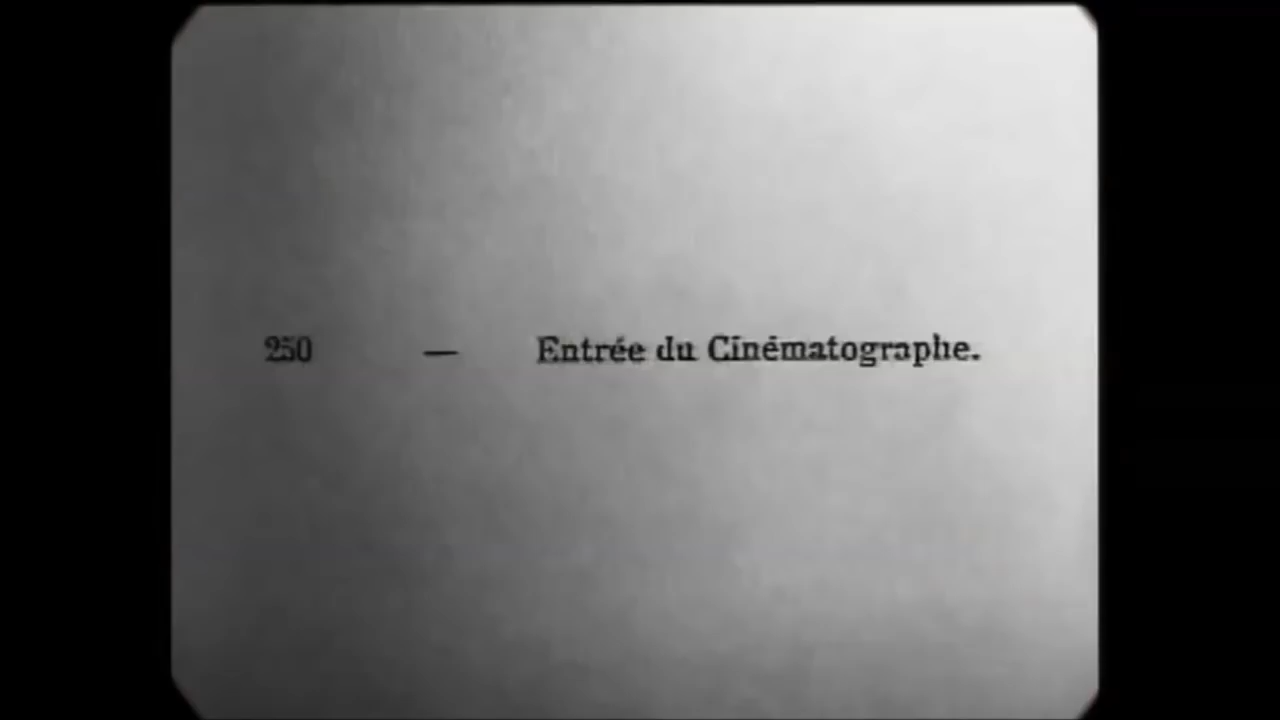 250 — Entrée du Cinématographe.